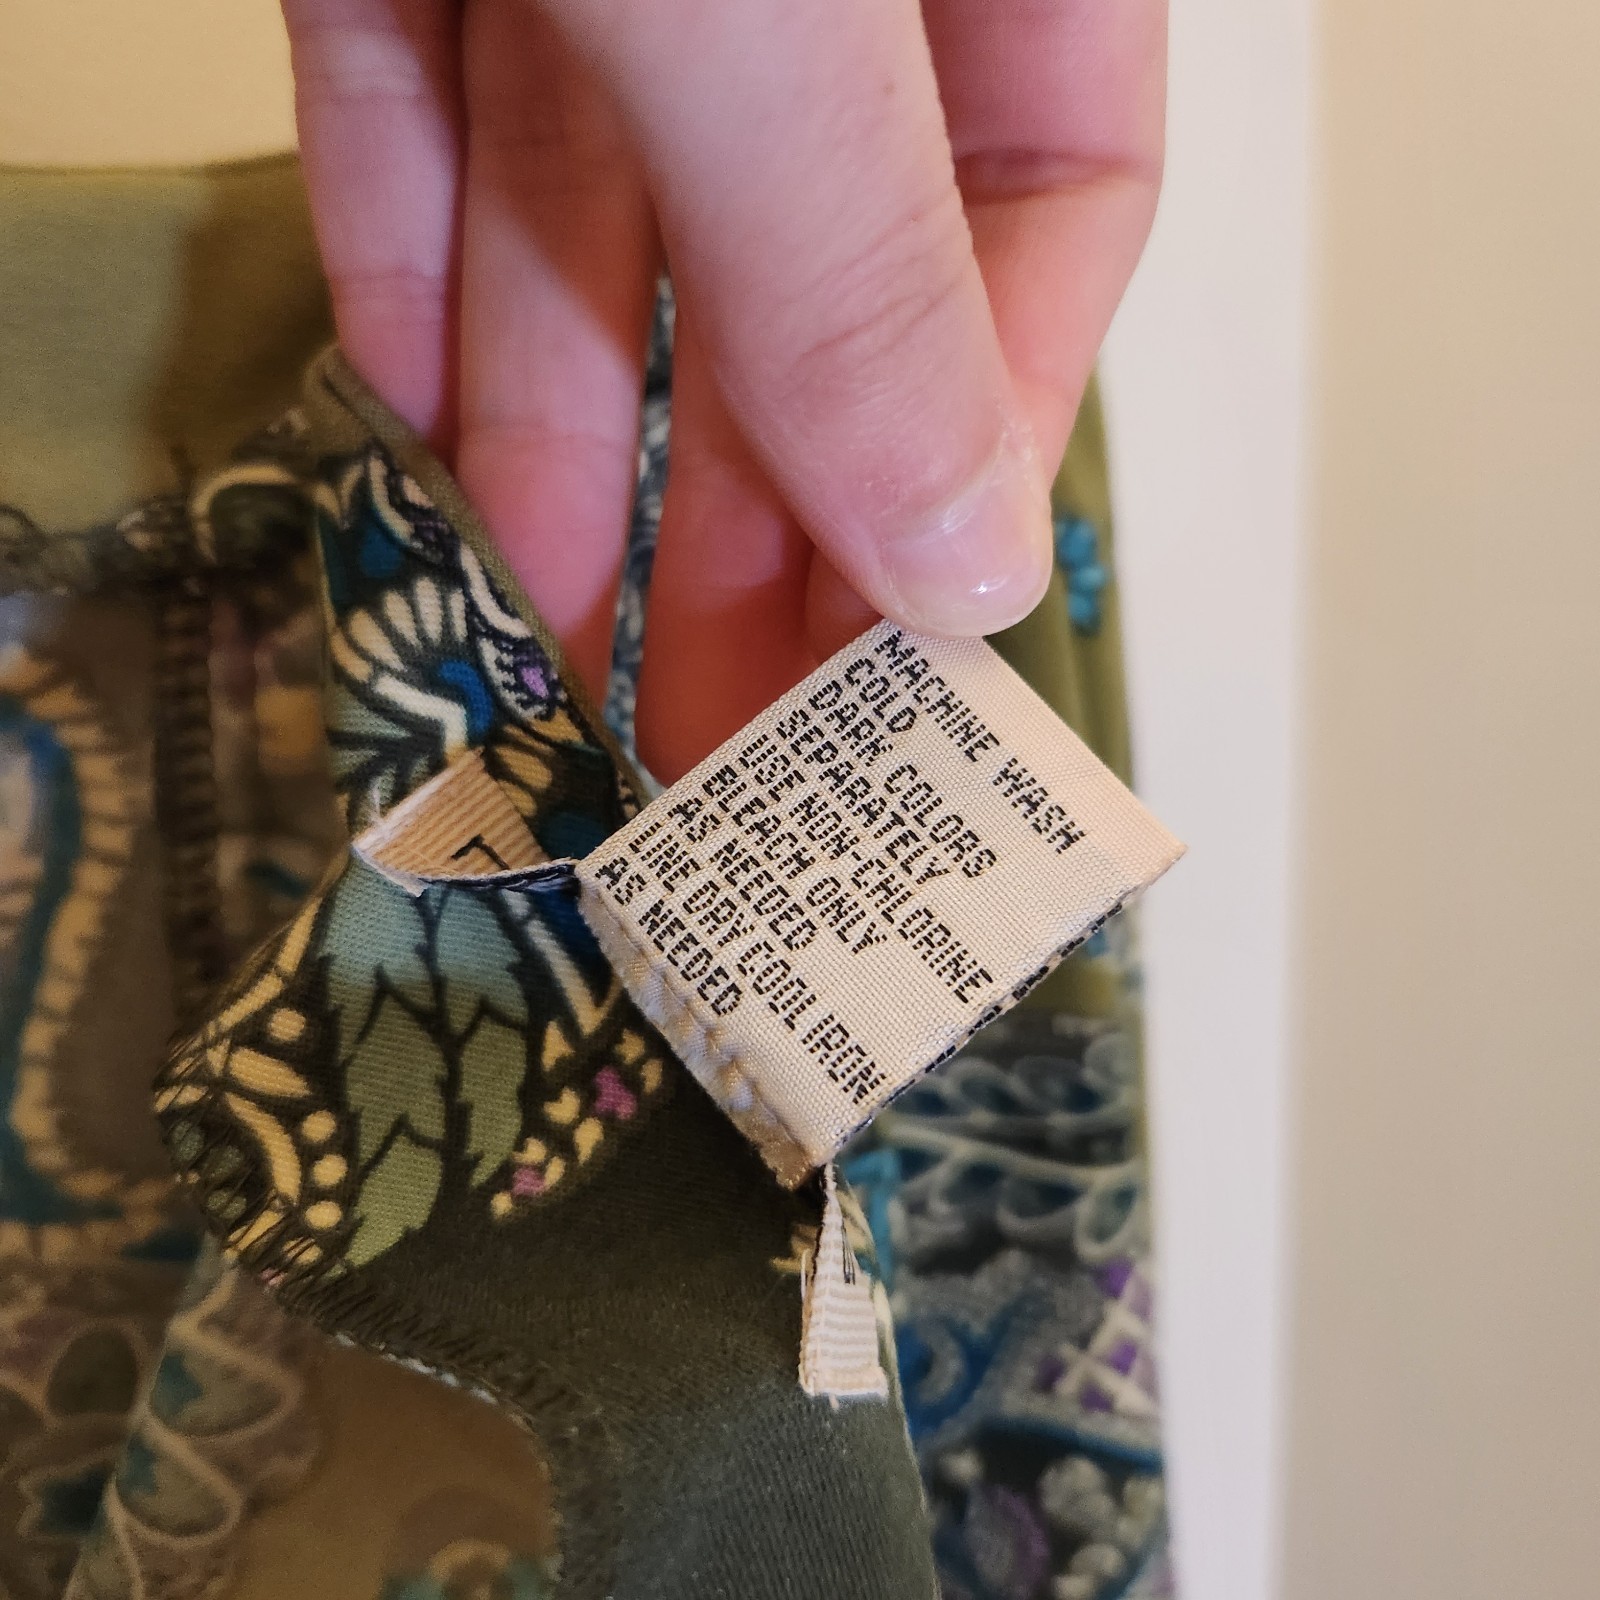 MACHINE WASH
COLD
DARK COLORS
SEPARATELY
USE NON-CHLORINE
BLEACH ONLY
AS NEEDED
LINE DRY COOL IRON
AS NEEDED